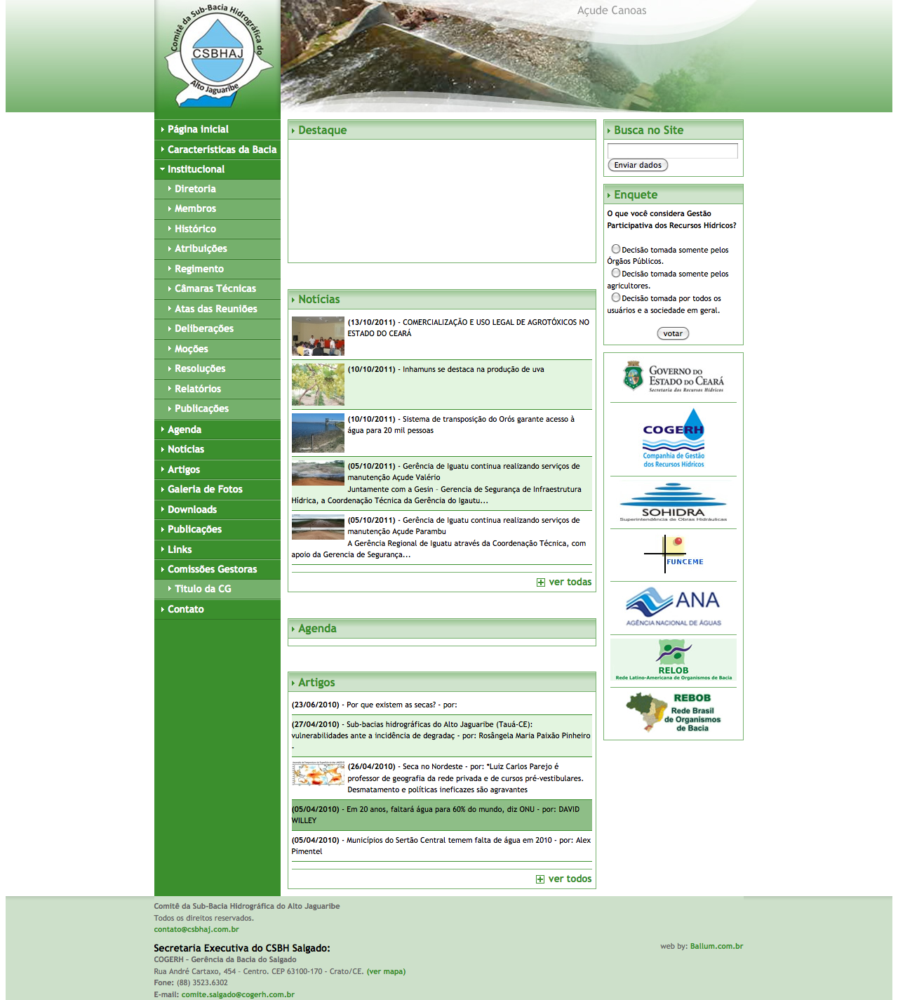 Comitê da Sub-Bacia Hidrográfica do
CSBHAJ
Alto Jaguaribe
Açude Canoas
Página inicial
Características da Bacia
Institucional
Diretoria
Membros
Histórico
Atribuições
Regimento
Câmaras Técnicas
Atas das Reuniões
Deliberações
Moções
Resoluções
Relatórios
Publicações
Agenda
Notícias
Artigos
Galeria de Fotos
Downloads
Publicações
Links
Comissões Gestoras
Titulo da CG
Contato
Destaque
Notícias
(13/10/2011) - COMERCIALIZAÇÃO E USO LEGAL DE AGROTÓXICOS NO
ESTADO DO CEARÁ
(10/10/2011) - Inhamuns se destaca na produção de uva
(10/10/2011) - Sistema de transposição do Orós garante acesso à
água para 20 mil pessoas
(05/10/2011) - Gerência de Iguatu continua realizando serviços de
manutenção Açude Valério
Juntamente com a Gesin – Gerencia de Segurança de Infraestrutura
Hídrica, a Coordenação Técnica da Gerência do Igautu...
(05/10/2011) - Gerência de Iguatu continua realizando serviços de
manutenção Açude Parambu
A Gerência Regional de Iguatu através da Coordenação Técnica, com
apoio da Gerencia de Segurança...
ver todas
Agenda
Artigos
(23/06/2010) - Por que existem as secas? - por:
(27/04/2010) - Sub-bacias hidrográficas do Alto Jaguaribe (Tauá-CE):
vulnerabilidades ante a incidência de degradaç - por: Rosângela Maria Paixão Pinheiro
-
(26/04/2010) - Seca no Nordeste - por: *Luiz Carlos Parejo é
professor de geografia da rede privada e de cursos pré-vestibulares.
Desmatamento e políticas ineficazes são agravantes
(05/04/2010) - Em 20 anos, faltará água para 60% do mundo, diz ONU - por: DAVID
WILLEY
(05/04/2010) - Municípios do Sertão Central temem falta de água em 2010 - por: Alex
Pimentel
ver todos
Busca no Site
Enviar dados
Enquete
O que você considera Gestão
Participativa dos Recursos Hídricos?
Decisão tomada somente pelos
Órgãos Públicos.
Decisão tomada somente pelos
agricultores.
Decisão tomada por todos os
usuários e a sociedade em geral.
votar
GOVERNO DO
ESTADO DO CEARÁ
Secretaria dos Recursos Hídricos
COGERH
Companhia de Gestão
dos Recursos Hídricos
SOHIDRA
Superintendência de Obras Hidráulicas
FUNCEME
ANA
AGÊNCIA NACIONAL DE ÁGUAS
RELOB
Rede Latino-Americana de Organismos de Bacia
REBOB
Rede Brasil
de Organismos
de Bacia
Comitê da Sub-Bacia Hidrográfica do Alto Jaguaribe
Todos os direitos reservados.
contato@csbhaj.com.br
Secretaria Executiva do CSBH Salgado:
COGERH - Gerência da Bacia do Salgado
Rua André Cartaxo, 454 – Centro. CEP 63100-170 - Crato/CE. (ver mapa)
Fone: (88) 3523.6302
E-mail: comite.salgado@cogerh.com.br
web by: Ballum.com.br